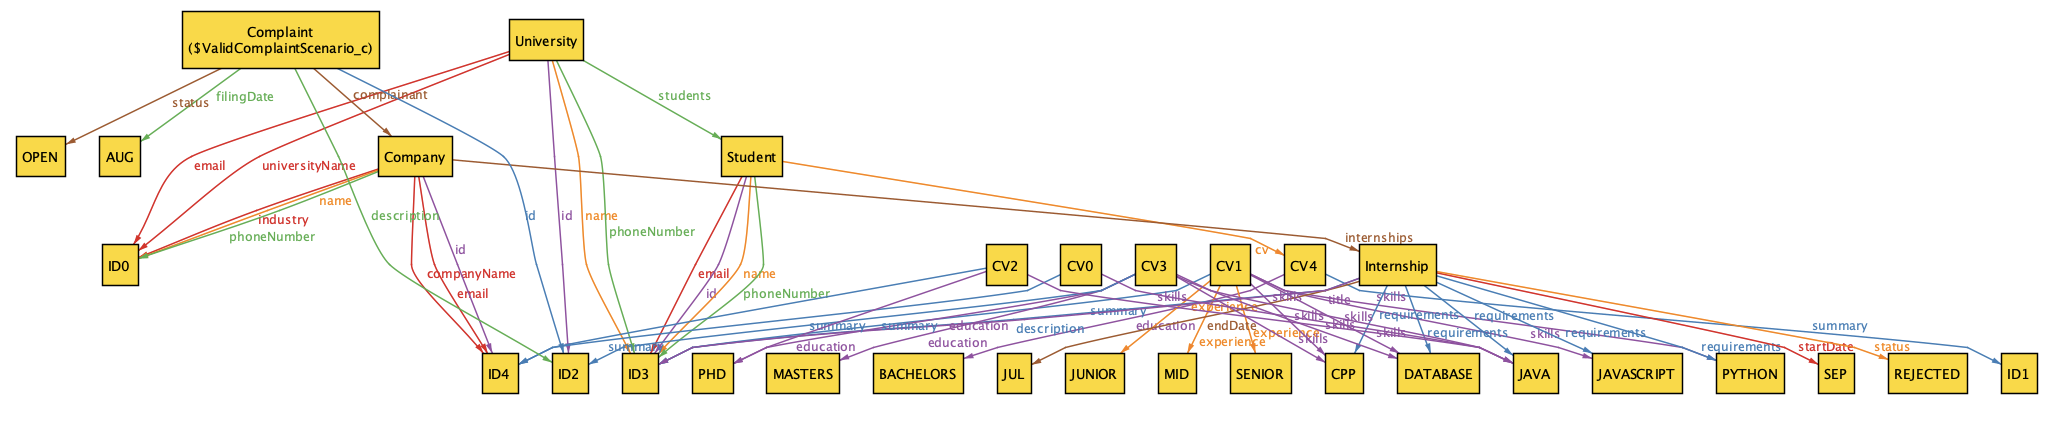 Complaint
($ValidComplaintScenario_c)
University
status
filingDate
complainant
students
OPEN
AUG
Company
Student
email
universityName
name
industry
phoneNumber
description
id
id
id
name
phoneNumber
companyName
email
email
id
name
phoneNumber
internships
cv
ID0
CV2
CV0
CV3
CV1
CV4
Internship
skills
experience
skills
title
skills
summary
summary
summary
education
description
education
endDate
skills
skills
skills
requirements
requirements
requirements
skills
requirements
summary
summary
education
education
experience
experience
skills
requirements
startDate
status
ID4
ID2
ID3
PHD
MASTERS
BACHELORS
JUL
JUNIOR
MID
SENIOR
CPP
DATABASE
JAVA
JAVASCRIPT
PYTHON
SEP
REJECTED
ID1